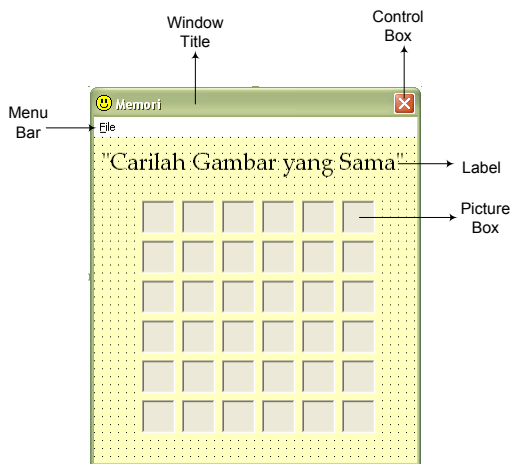 Window
Title
Control
Box
Memori
Menu
Bar
File
"Carilah Gambar yang Sama"
Label
Picture
Box